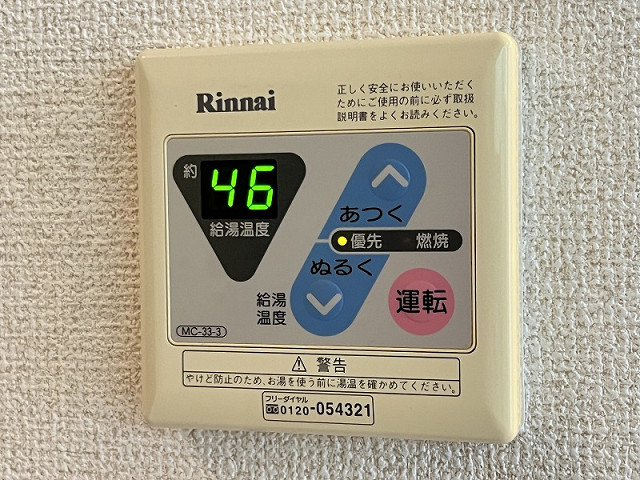 Rinnai
正しく安全にお使いいただく
ためにご使用の前に必ず取扱
説明書をよくお読みください。
約
46
給湯温度
あつく
優先 燃焼
ぬるく
給湯
温度
運転
MC-33-3
⚠ 警告
やけど防止のため、お湯を使う前に湯温を確かめてください。
フリーダイヤル
0120-054321